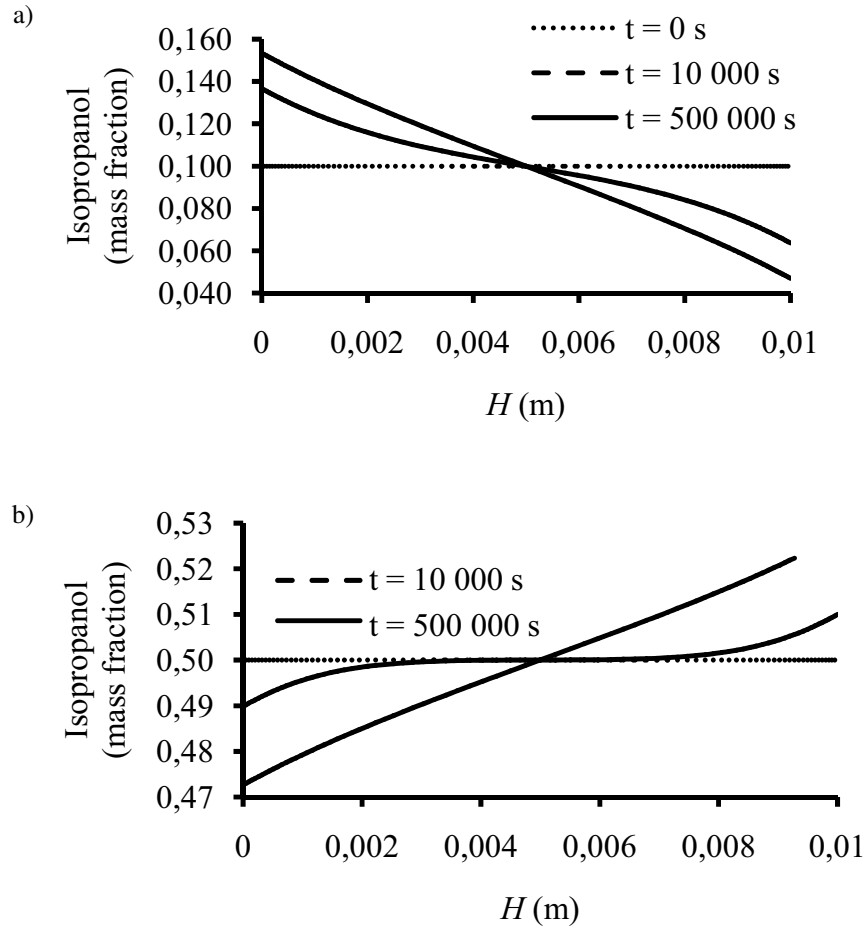 a)
Isopropanol
(mass fraction)
0,160
0,140
0,120
0,100
0,080
0,060
0,040
t = 0 s
t = 10 000 s
t = 500 000 s
0
0,002
0,004
0,006
0,008
0,01
H (m)
b)
Isopropanol
(mass fraction)
0,53
0,52
0,51
0,50
0,49
0,48
0,47
t = 10 000 s
t = 500 000 s
0
0,002
0,004
0,006
0,008
0,01
H (m)